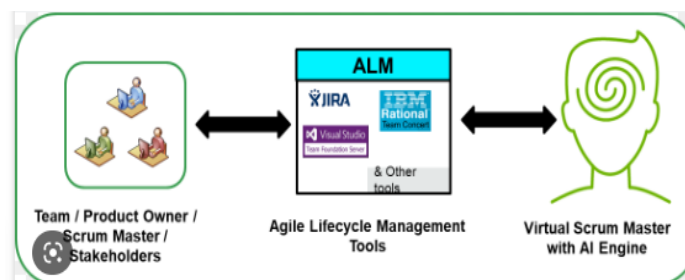 ALM
JIRA
IBM
Rational
Team Concert
Visual Studio
Team Foundation Server
& Other
tools
Team / Product Owner /
Scrum Master /
Stakeholders
Agile Lifecycle Management
Tools
Virtual Scrum Master
with AI Engine